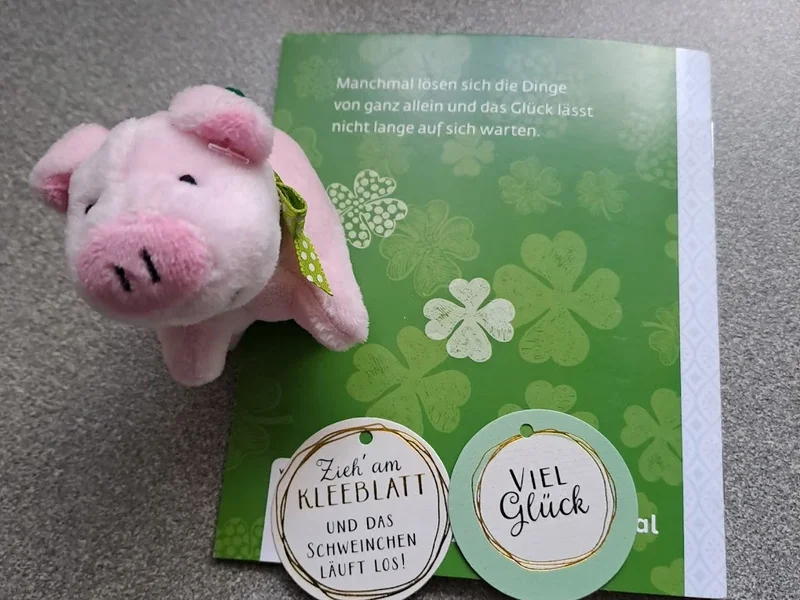 Manchmal lösen sich die Dinge
von ganz allein und das Glück lässt
nicht lange auf sich warten.
Zieh' am
KLEEBLATT
UND DAS
SCHWEINCHEN
LÄUFT LOS!
VIEL
Glück